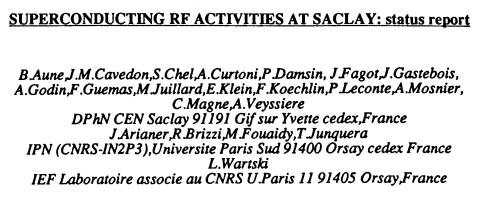 SUPERCONDUCTING RF ACTIVITIES AT SACLAY: status report
B.Aune,J.M.Cavedon,S.Chel,A.Curtoni,P.Damsin, J.Fagot,J.Gastebois,
A.Godin,F.Guemas,M.Juillard,E.Klein,F.Koechlin,P.Leconte,A.Mosnier,
C.Magne,A.Veyssiere
DPhN CEN Saclay 91191 Gif sur Yvette cedex,France
J.Arianer,R.Brizzi,M.Fouaidy,T.Junquera
IPN (CNRS-IN2P3),Universite Paris Sud 91400 Orsay cedex France
L.Wartski
IEF Laboratoire associe au CNRS U.Paris 11 91405 Orsay,France